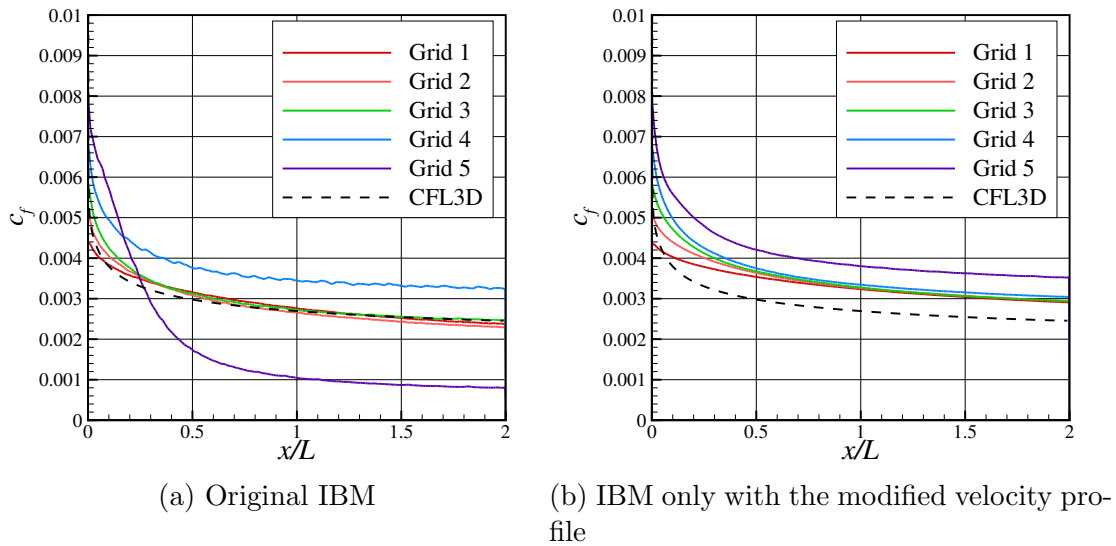 0.01
0.009
0.008
0.007
0.006
0.005
0.004
0.003
0.002
0.001
0
c_f
Grid 1
Grid 2
Grid 3
Grid 4
Grid 5
CFL3D
0 0.5 1 1.5 2
x/L
(a) Original IBM
0.01
0.009
0.008
0.007
0.006
0.005
0.004
0.003
0.002
0.001
0
c_f
Grid 1
Grid 2
Grid 3
Grid 4
Grid 5
CFL3D
0 0.5 1 1.5 2
x/L
(b) IBM only with the modified velocity pro-
file